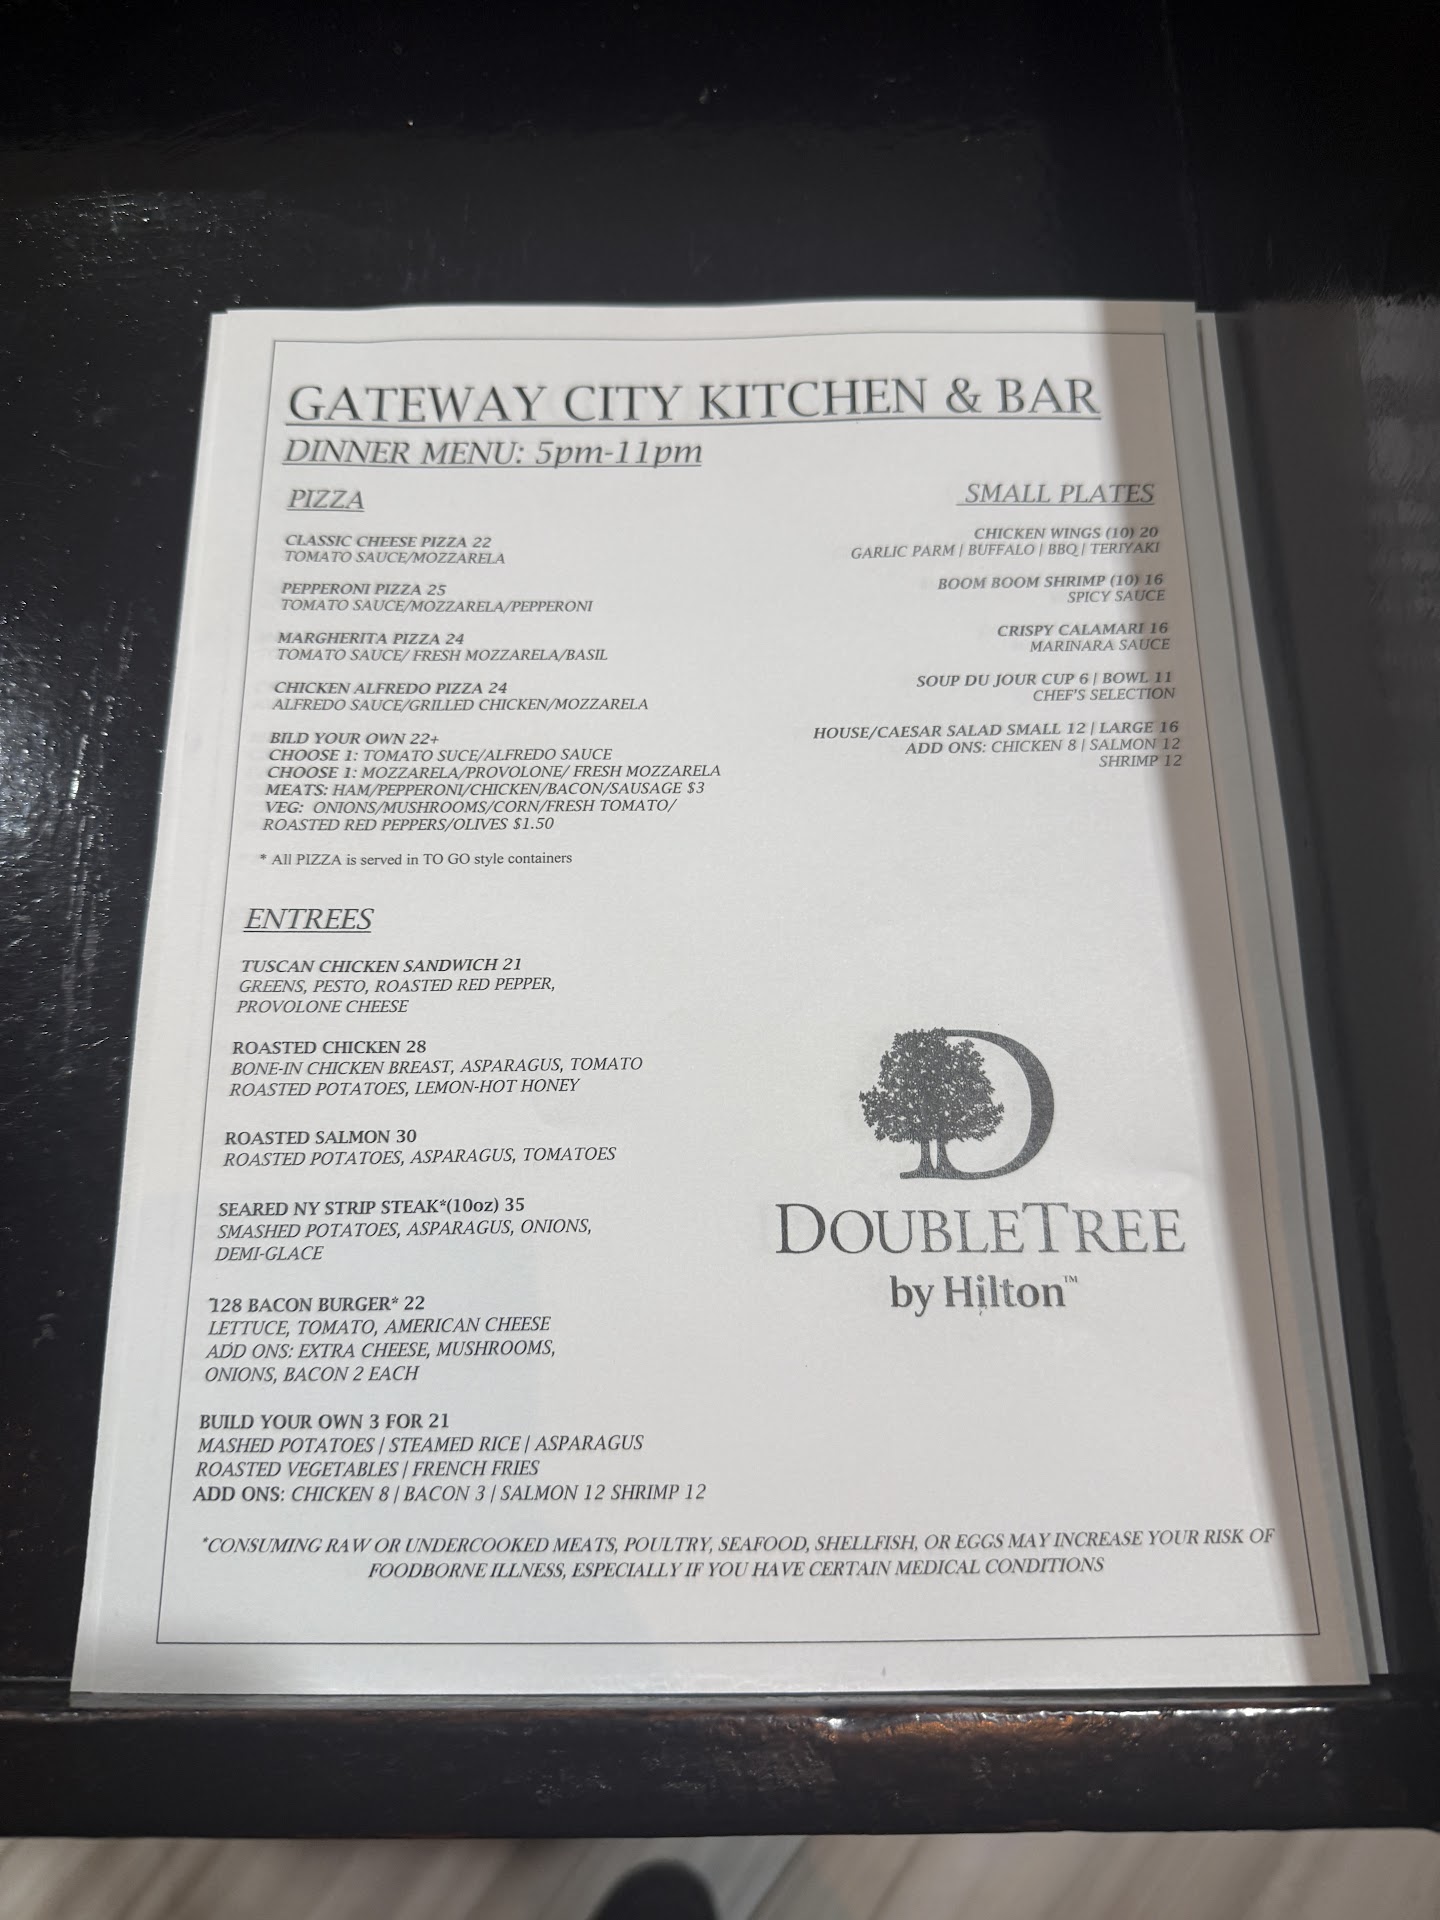 GATEWAY CITY KITCHEN & BAR
DINNER MENU: 5pm-11pm
PIZZA
CLASSIC CHEESE PIZZA 22
TOMATO SAUCE/MOZZARELA
PEPPERONI PIZZA 25
TOMATO SAUCE/MOZZARELA/PEPPERONI
MARGHERITA PIZZA 24
TOMATO SAUCE/ FRESH MOZZARELA/BASIL
CHICKEN ALFREDO PIZZA 24
ALFREDO SAUCE/GRILLED CHICKEN/MOZZARELA
BILD YOUR OWN 22+
CHOOSE 1: TOMATO SUCE/ALFREDO SAUCE
CHOOSE 1: MOZZARELA/PROVOLONE/ FRESH MOZZARELA
MEATS: HAM/PEPPERONI/CHICKEN/BACON/SAUSAGE $3
VEG: ONIONS/MUSHROOMS/CORN/FRESH TOMATO/
ROASTED RED PEPPERS/OLIVES $1.50
* All PIZZA is served in TO GO style containers
SMALL PLATES
CHICKEN WINGS (10) 20
GARLIC PARM | BUFFALO | BBQ | TERIYAKI
BOOM BOOM SHRIMP (10) 16
SPICY SAUCE
CRISPY CALAMARI 16
MARINARA SAUCE
SOUP DU JOUR CUP 6 | BOWL 11
CHEF'S SELECTION
HOUSE/CAESAR SALAD SMALL 12 | LARGE 16
ADD ONS: CHICKEN 8 | SALMON 12
SHRIMP 12
ENTREES
TUSCAN CHICKEN SANDWICH 21
GREENS, PESTO, ROASTED RED PEPPER,
PROVOLONE CHEESE
ROASTED CHICKEN 28
BONE-IN CHICKEN BREAST, ASPARAGUS, TOMATO
ROASTED POTATOES, LEMON-HOT HONEY
ROASTED SALMON 30
ROASTED POTATOES, ASPARAGUS, TOMATOES
SEARED NY STRIP STEAK*(10oz) 35
SMASHED POTATOES, ASPARAGUS, ONIONS,
DEMI-GLACE
128 BACON BURGER* 22
LETTUCE, TOMATO, AMERICAN CHEESE
ADD ONS: EXTRA CHEESE, MUSHROOMS,
ONIONS, BACON 2 EACH
BUILD YOUR OWN 3 FOR 21
MASHED POTATOES | STEAMED RICE | ASPARAGUS
ROASTED VEGETABLES | FRENCH FRIES
ADD ONS: CHICKEN 8 | BACON 3 | SALMON 12 SHRIMP 12
D
DOUBLETREE
by Hilton™
*CONSUMING RAW OR UNDERCOOKED MEATS, POULTRY, SEAFOOD, SHELLFISH, OR EGGS MAY INCREASE YOUR RISK OF
FOODBORNE ILLNESS, ESPECIALLY IF YOU HAVE CERTAIN MEDICAL CONDITIONS